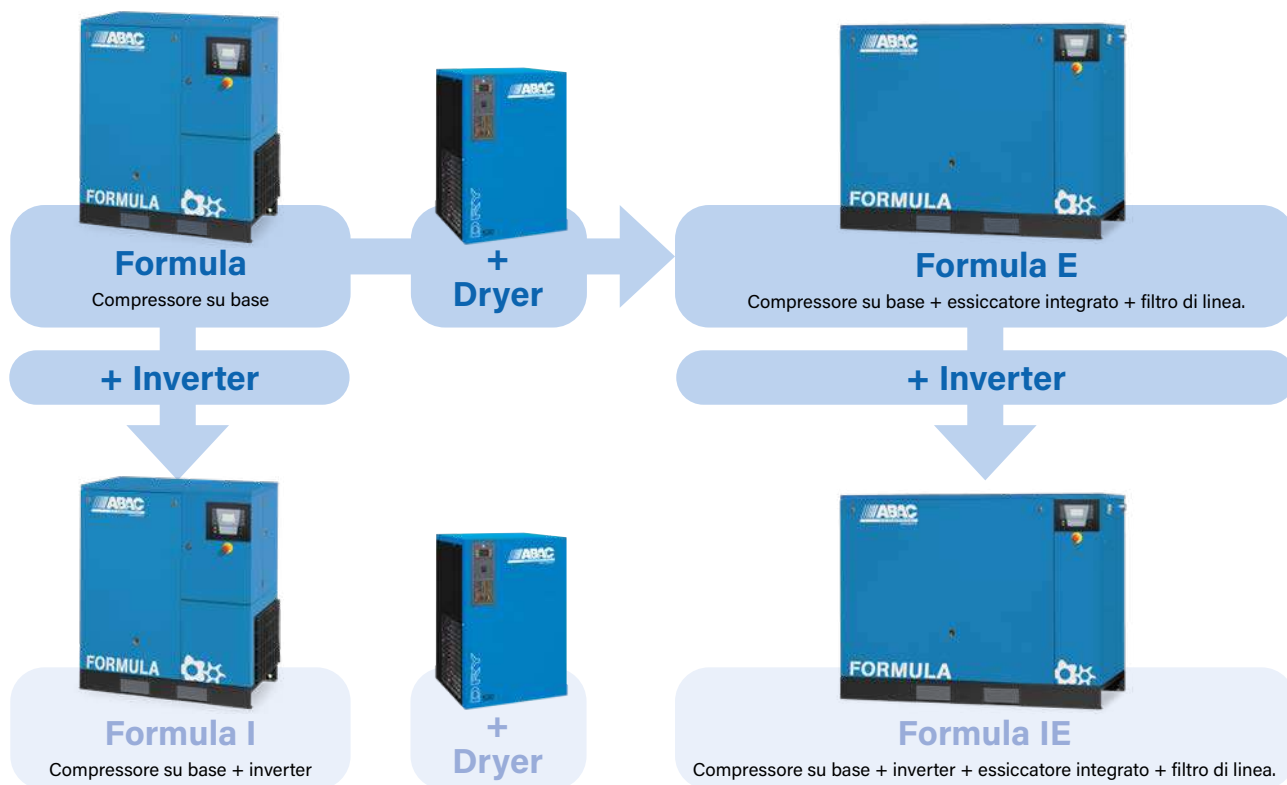 ABAC
FORMULA
ABAC
DRY
ABAC
FORMULA
Formula
Compressore su base
+
Dryer
Formula E
Compressore su base + essiccatore integrato + filtro di linea.
+ Inverter
+ Inverter
ABAC
FORMULA
ABAC
DRY
ABAC
FORMULA
Formula I
Compressore su base + inverter
+
Dryer
Formula IE
Compressore su base + inverter + essiccatore integrato + filtro di linea.